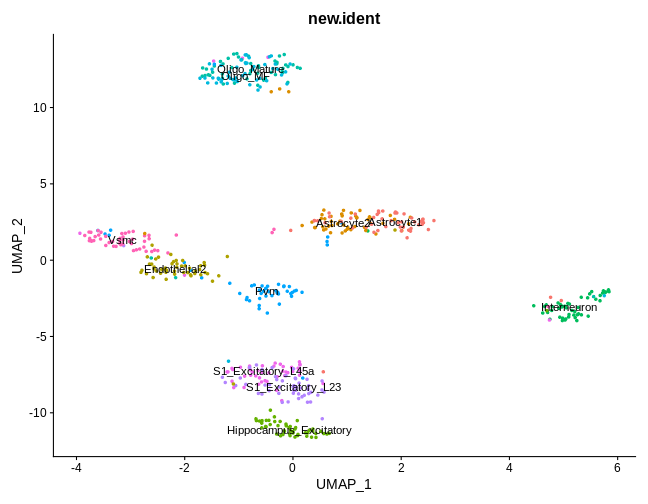 new.ident
Oligo_Mature
Oligo_MF
10
5
Astrocyte2
Astrocyte1
Vsmc
UMAP_2
0
Endothelial2
Pvm
Interneuron
-5
S1_Excitatory_L45a
S1_Excitatory_L23
-10
Hippocampus_Excitatory
-4
-2
0
2
4
6
UMAP_1